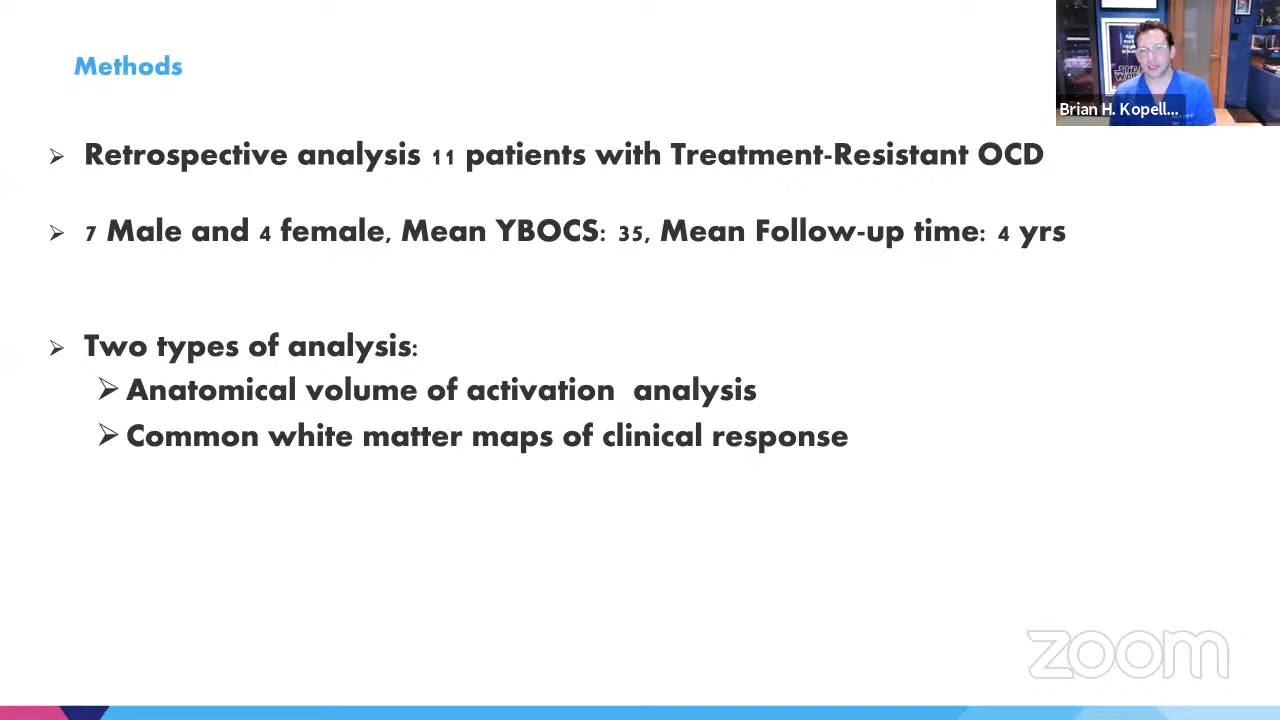 Methods
Brian H. Kopell...
➢ Retrospective analysis 11 patients with Treatment-Resistant OCD
➢ 7 Male and 4 female, Mean YBOCS: 35, Mean Follow-up time: 4 yrs
➢ Two types of analysis:
➢ Anatomical volume of activation analysis
➢ Common white matter maps of clinical response
zoom